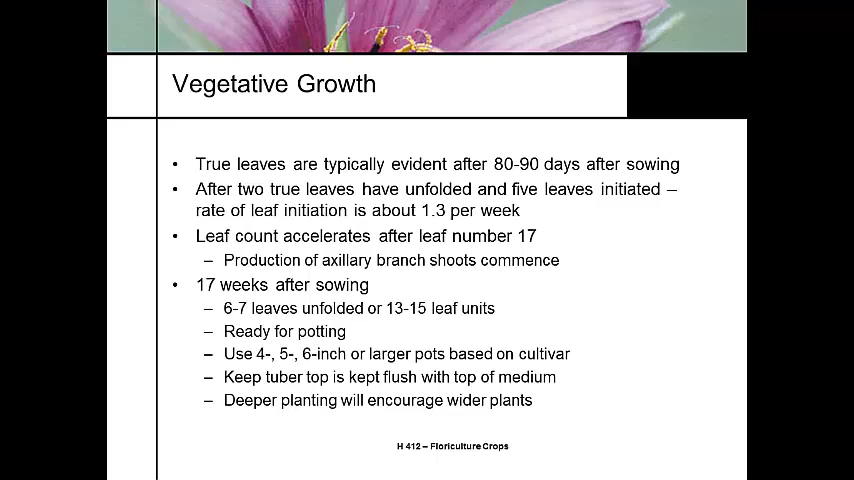 Vegetative Growth
• True leaves are typically evident after 80-90 days after sowing
• After two true leaves have unfolded and five leaves initiated –
rate of leaf initiation is about 1.3 per week
• Leaf count accelerates after leaf number 17
– Production of axillary branch shoots commence
• 17 weeks after sowing
– 6-7 leaves unfolded or 13-15 leaf units
– Ready for potting
– Use 4-, 5-, 6-inch or larger pots based on cultivar
– Keep tuber top is kept flush with top of medium
– Deeper planting will encourage wider plants
H 412 – Floriculture Crops